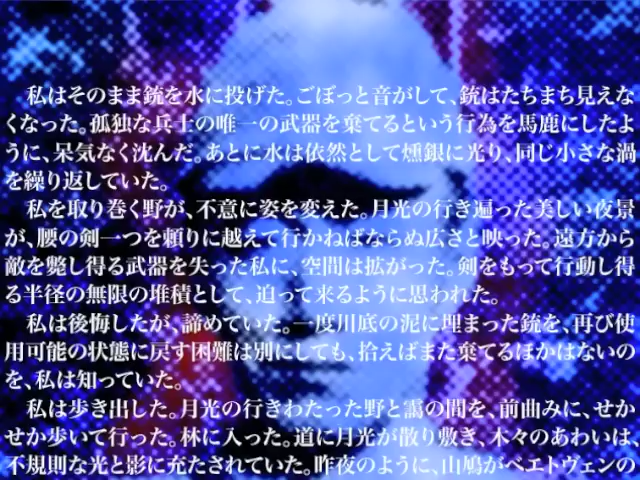 私はそのまま銃を水に投げた。ごぼっと音がして、銃はたちまち見えな
くなった。孤独な兵士の唯一の武器を棄てるという行為を馬鹿にしたよ
うに、呆気なく沈んだ。あとに水は依然として燻銀に光り、同じ小さな渦
を繰り返していた。
私を取り巻く野が、不意に姿を変えた。月光の行き遍った美しい夜景
が、腰の剣一つを頼りに越えて行かねばならぬ広さと映った。遠方から
敵を斃し得る武器を失った私に、空間は拡がった。剣をもって行動し得
る半径の無限の堆積として、迫って来るように思われた。
私は後悔したが、諦めていた。一度川底の泥に埋まった銃を、再び使
用可能の状態に戻す困難は別にしても、拾えばまた棄てるほかはないの
を、私は知っていた。
私は歩き出した。月光の行きわたった野と靄の間を、前曲みに、せか
せか歩いて行った。林に入った。道に月光が散り敷き、木々のあわいは、
不規則な光と影に充たされていた。昨夜のように、山鳩がベエトヴェンの